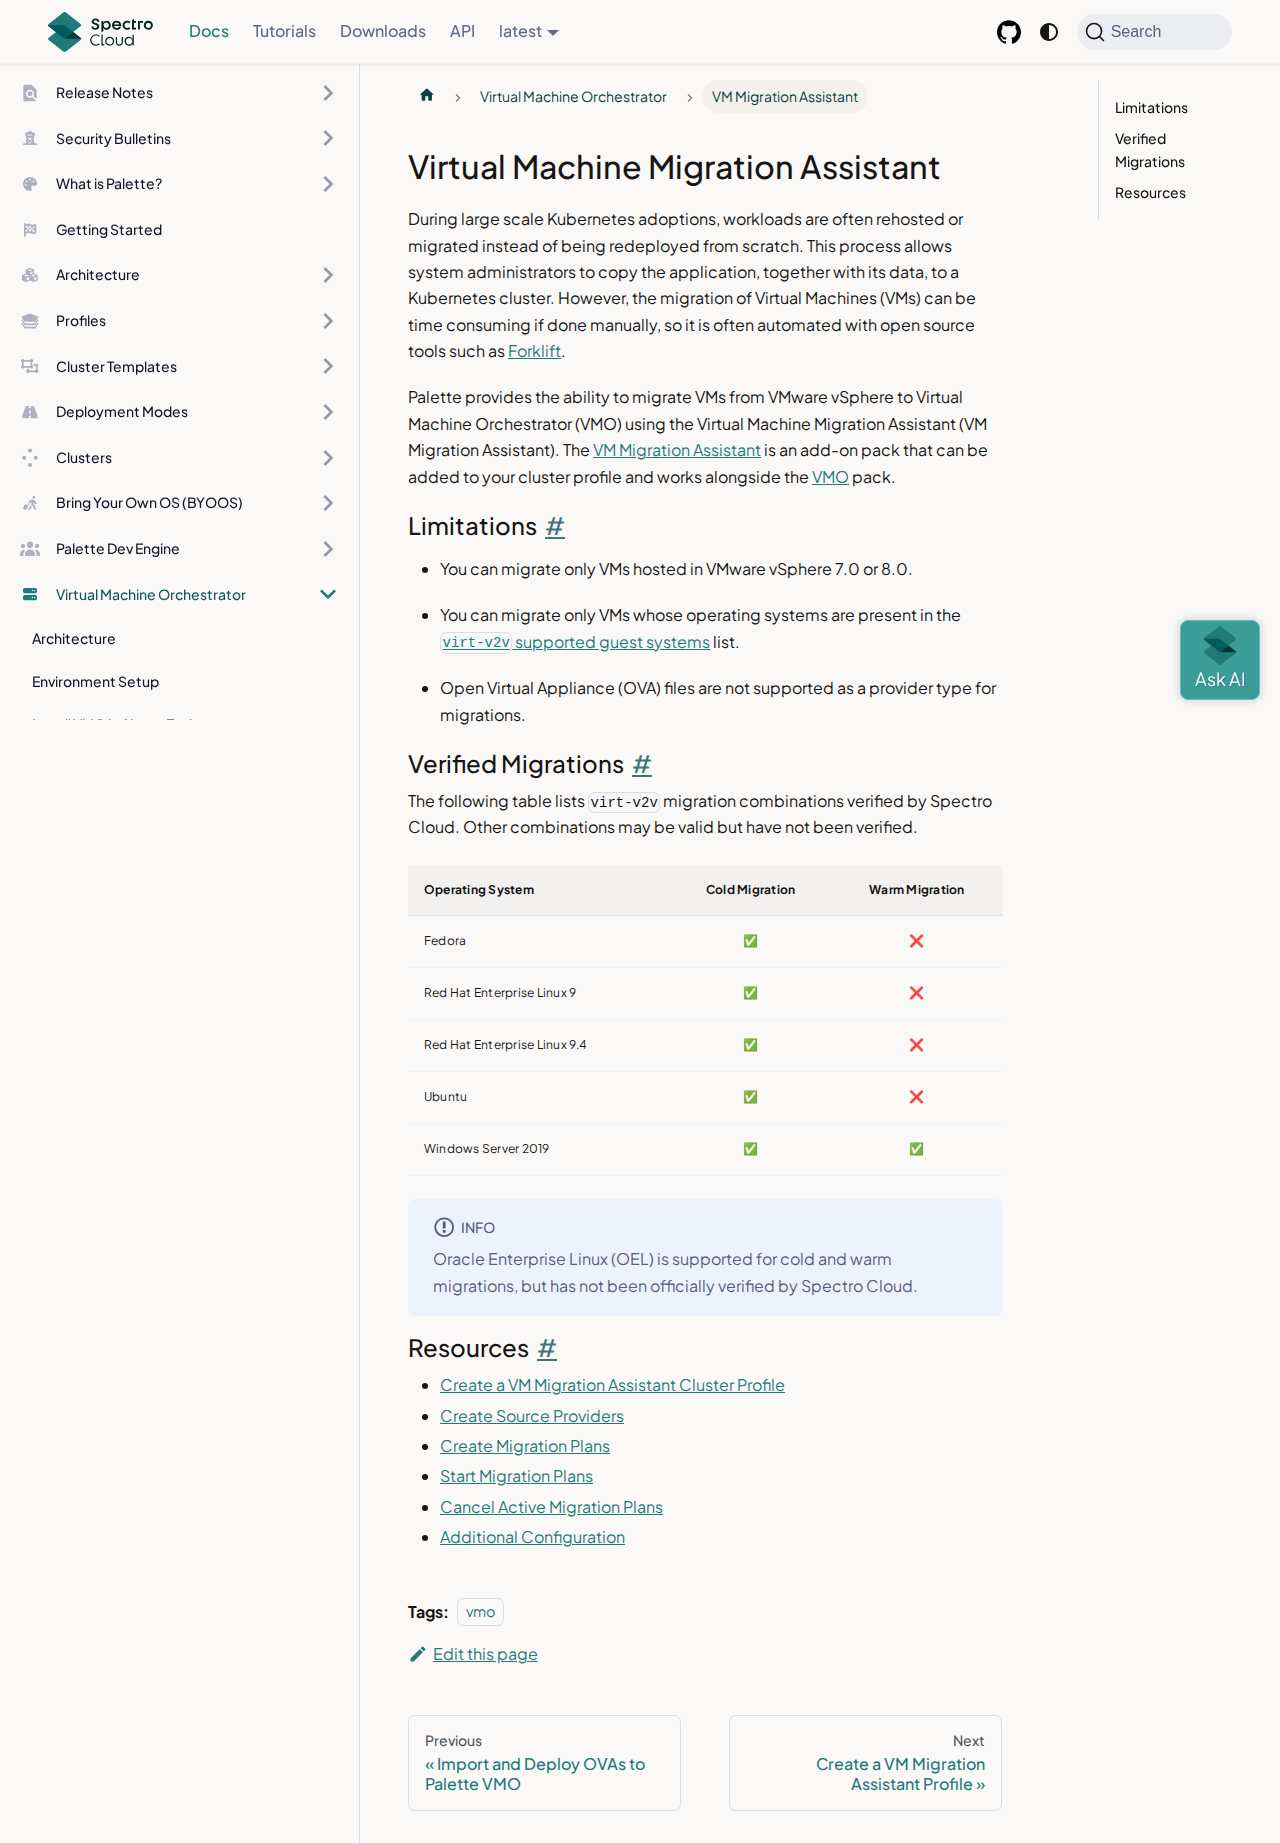 Spectro
Cloud
Docs
Tutorials
Downloads
API
latest
Search
Release Notes
Security Bulletins
What is Palette?
Getting Started
Architecture
Profiles
Cluster Templates
Deployment Modes
Clusters
Bring Your Own OS (BYOOS)
Palette Dev Engine
Virtual Machine Orchestrator
Architecture
Environment Setup
Virtual Machine Orchestrator
VM Migration Assistant
Virtual Machine Migration Assistant
During large scale Kubernetes adoptions, workloads are often rehosted or
migrated instead of being redeployed from scratch. This process allows
system administrators to copy the application, together with its data, to a
Kubernetes cluster. However, the migration of Virtual Machines (VMs) can be
time consuming if done manually, so it is often automated with open source
tools such as Forklift.
Palette provides the ability to migrate VMs from VMware vSphere to Virtual
Machine Orchestrator (VMO) using the Virtual Machine Migration Assistant (VM
Migration Assistant). The VM Migration Assistant is an add-on pack that can be
added to your cluster profile and works alongside the VMO pack.
Limitations #
• You can migrate only VMs hosted in VMware vSphere 7.0 or 8.0.
• You can migrate only VMs whose operating systems are present in the
virt-v2v supported guest systems list.
• Open Virtual Appliance (OVA) files are not supported as a provider type for
migrations.
Verified Migrations #
The following table lists virt-v2v migration combinations verified by Spectro
Cloud. Other combinations may be valid but have not been verified.
Operating System Cold Migration Warm Migration
Fedora ✅ ❌
Red Hat Enterprise Linux 9 ✅ ❌
Red Hat Enterprise Linux 9.4 ✅ ❌
Ubuntu ✅ ❌
Windows Server 2019 ✅ ✅
INFO
Oracle Enterprise Linux (OEL) is supported for cold and warm
migrations, but has not been officially verified by Spectro Cloud.
Resources #
• Create a VM Migration Assistant Cluster Profile
• Create Source Providers
• Create Migration Plans
• Start Migration Plans
• Cancel Active Migration Plans
• Additional Configuration
Tags: vmo
Edit this page
Previous
« Import and Deploy OVAs to
Palette VMO
Next
Create a VM Migration
Assistant Profile »
Limitations
Verified
Migrations
Resources
Ask AI